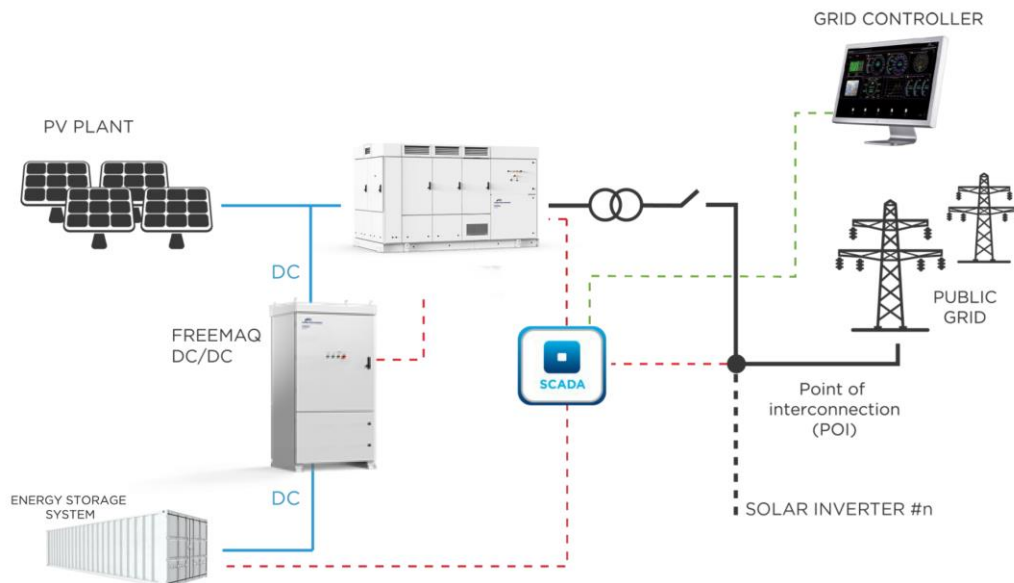 GRID CONTROLLER
PV PLANT
DC
FREEMAQ
DC/DC
SCADA
PUBLIC
GRID
Point of
interconnection
(POI)
DC
ENERGY STORAGE
SYSTEM
SOLAR INVERTER #n